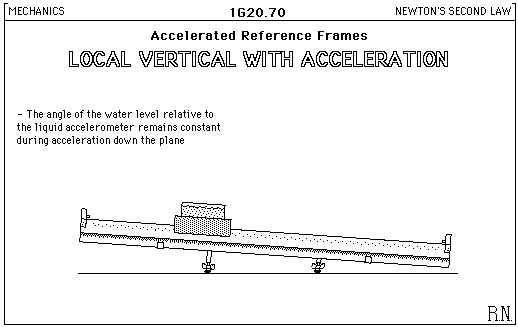 MECHANICS
1G20.70
NEWTON'S SECOND LAW
Accelerated Reference Frames
LOCAL VERTICAL WITH ACCELERATION
- The angle of the water level relative to
the liquid accelerometer remains constant
during acceleration down the plane
R.N.